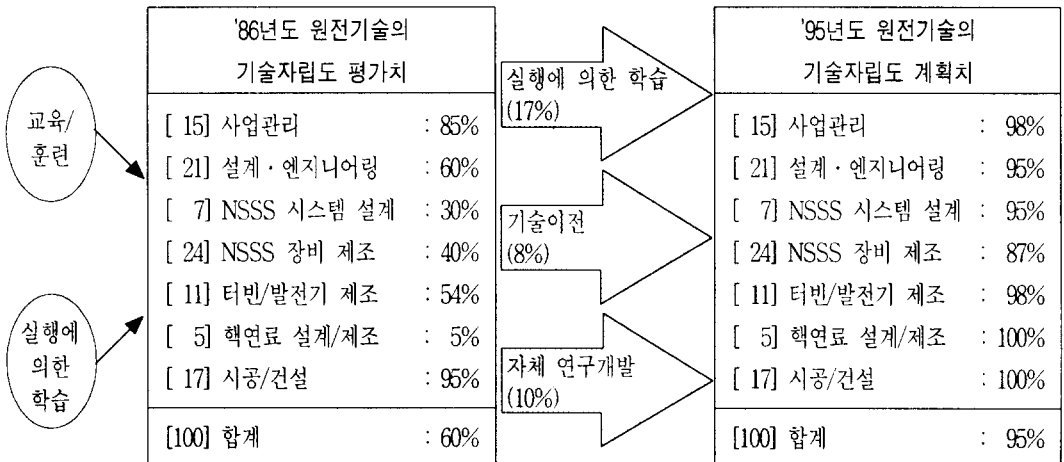 교육/
훈련
실행에
의한
학습
'86년도 원전기술의
기술자립도 평가치
[ 15] 사업관리 : 85%
[ 21] 설계·엔지니어링 : 60%
[ 7] NSSS 시스템 설계 : 30%
[ 24] NSSS 장비 제조 : 40%
[ 11] 터빈/발전기 제조 : 54%
[ 5] 핵연료 설계/제조 : 5%
[ 17] 시공/건설 : 95%
[100] 합계 : 60%
실행에 의한 학습
(17%)
기술이전
(8%)
자체 연구개발
(10%)
'95년도 원전기술의
기술자립도 계획치
[ 15] 사업관리 : 98%
[ 21] 설계·엔지니어링 : 95%
[ 7] NSSS 시스템 설계 : 95%
[ 24] NSSS 장비 제조 : 87%
[ 11] 터빈/발전기 제조 : 98%
[ 5] 핵연료 설계/제조 : 100%
[ 17] 시공/건설 : 100%
[100] 합계 : 95%